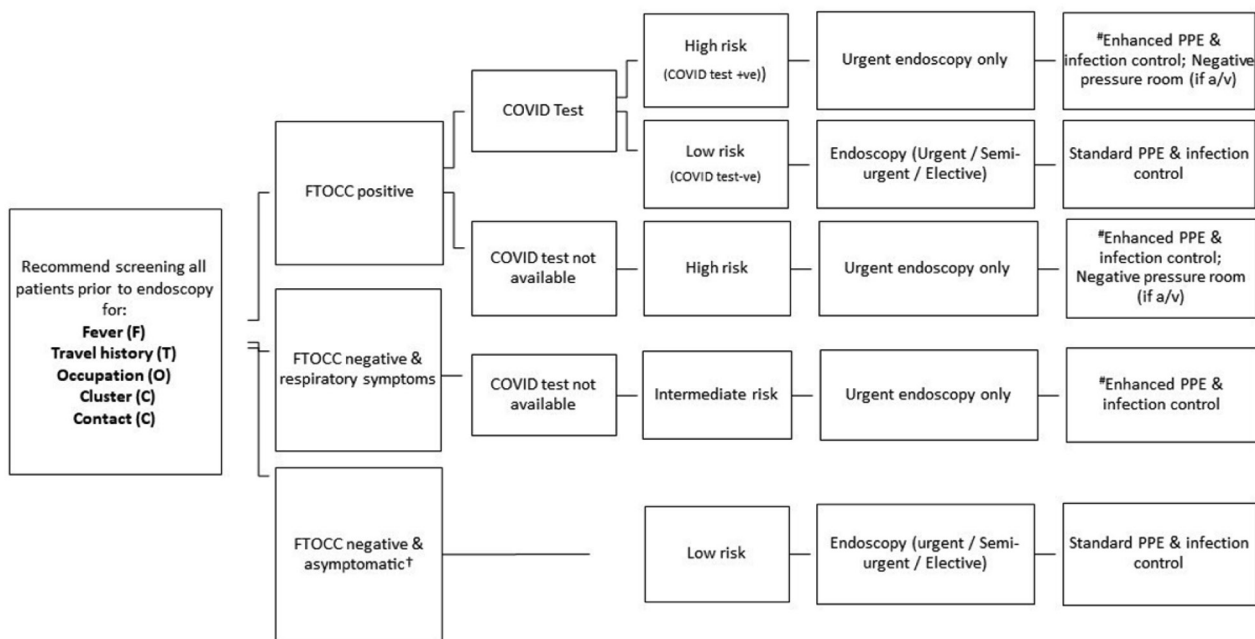 Recommend screening all
patients prior to endoscopy
for:
Fever (F)
Travel history (T)
Occupation (O)
Cluster (C)
Contact (C)
FTOCC positive
COVID Test
High risk
(COVID test +ve))
Urgent endoscopy only
#Enhanced PPE &
infection control; Negative
pressure room (if a/v)
Low risk
(COVID test-ve)
Endoscopy (Urgent / Semi-
urgent / Elective)
Standard PPE & infection
control
COVID test not
available
High risk
Urgent endoscopy only
#Enhanced PPE &
infection control;
Negative pressure room
(if a/v)
FTOCC negative &
respiratory symptoms
COVID test not
available
Intermediate risk
Urgent endoscopy only
#Enhanced PPE &
infection control
FTOCC negative &
asymptomatic†
Low risk
Endoscopy (urgent / Semi-
urgent / Elective)
Standard PPE & infection
control